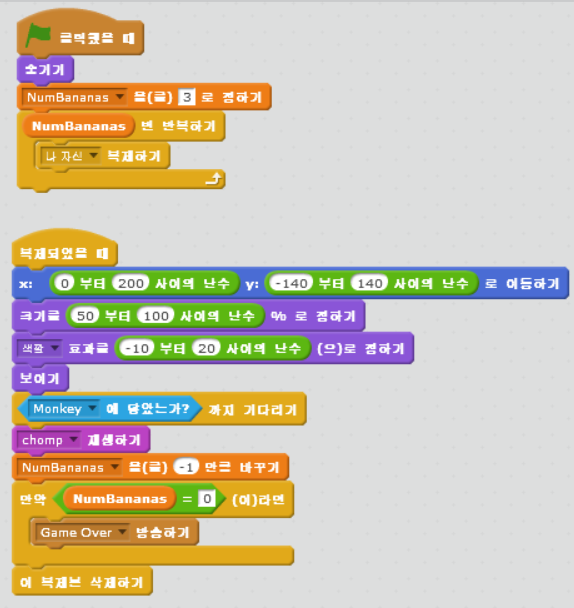 클릭했을 때
숨기기
NumBananas 을(를) 3 로 정하기
NumBananas 번 반복하기
나 자신 복제하기
복제되었을 때
x: 0 부터 200 사이의 난수 y: -140 부터 140 사이의 난수 로 이동하기
크기를 50 부터 100 사이의 난수 % 로 정하기
색깔 효과를 -10 부터 20 사이의 난수 (으)로 정하기
보이기
Monkey 에 닿았는가? 까지 기다리기
chomp 재생하기
NumBananas 을(를) -1 만큼 바꾸기
만약 NumBananas = 0 (이)라면
Game Over 방송하기
이 복제본 삭제하기